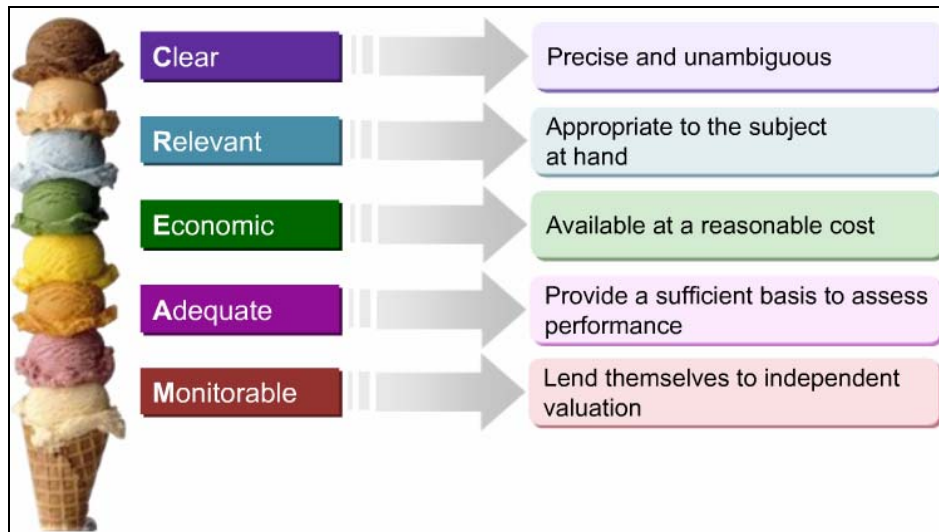 Clear
Precise and unambiguous
Relevant
Appropriate to the subject
at hand
Economic
Available at a reasonable cost
Adequate
Provide a sufficient basis to assess
performance
Monitorable
Lend themselves to independent
valuation